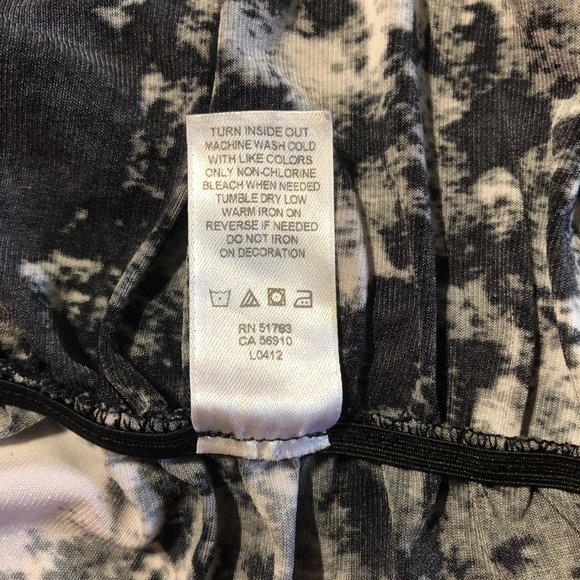 TURN INSIDE OUT
MACHINE WASH COLD
WITH LIKE COLORS
ONLY NON-CHLORINE
BLEACH WHEN NEEDED
TUMBLE DRY LOW
WARM IRON ON
REVERSE IF NEEDED
DO NOT IRON
ON DECORATION
RN 51763
CA 56910
L0412